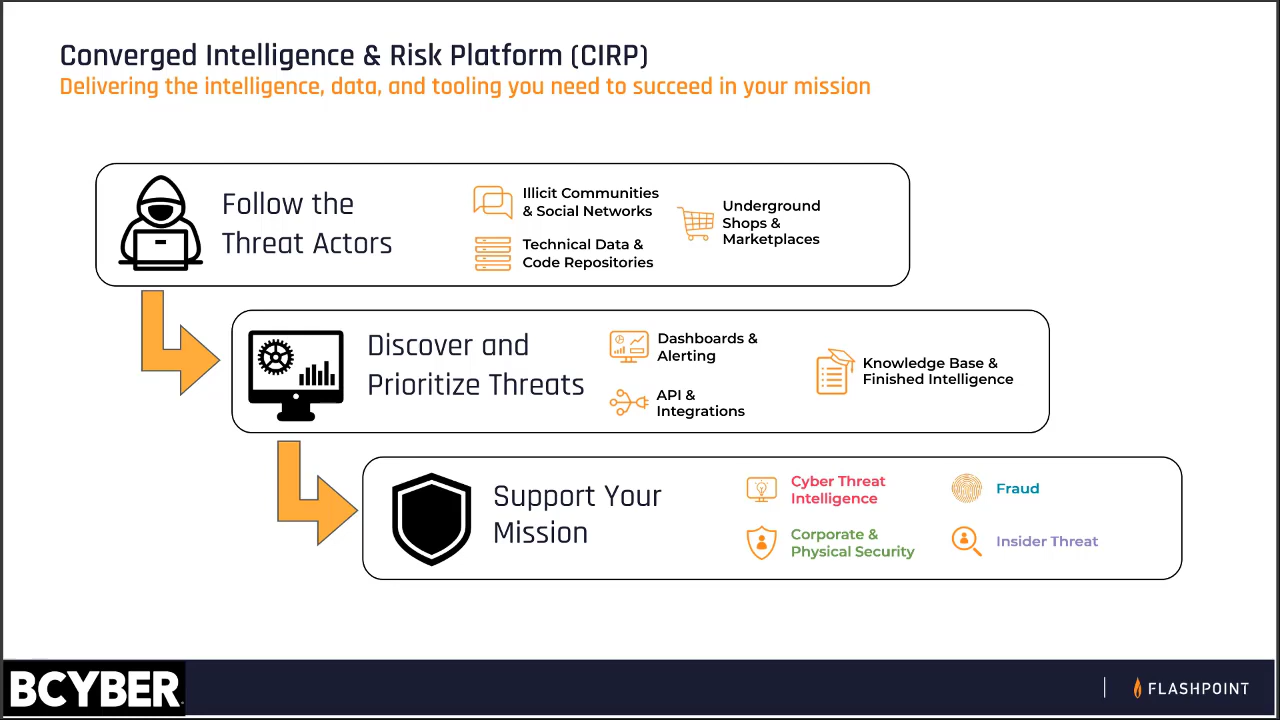 Converged Intelligence & Risk Platform (CIRP)
Delivering the intelligence, data, and tooling you need to succeed in your mission
Follow the
Threat Actors
Illicit Communities
& Social Networks
Technical Data &
Code Repositories
Underground
Shops &
Marketplaces
Discover and
Prioritize Threats
Dashboards &
Alerting
API &
Integrations
Knowledge Base &
Finished Intelligence
Support Your
Mission
Cyber Threat
Intelligence
Corporate &
Physical Security
Fraud
Insider Threat
BCYBER
FLASHPOINT